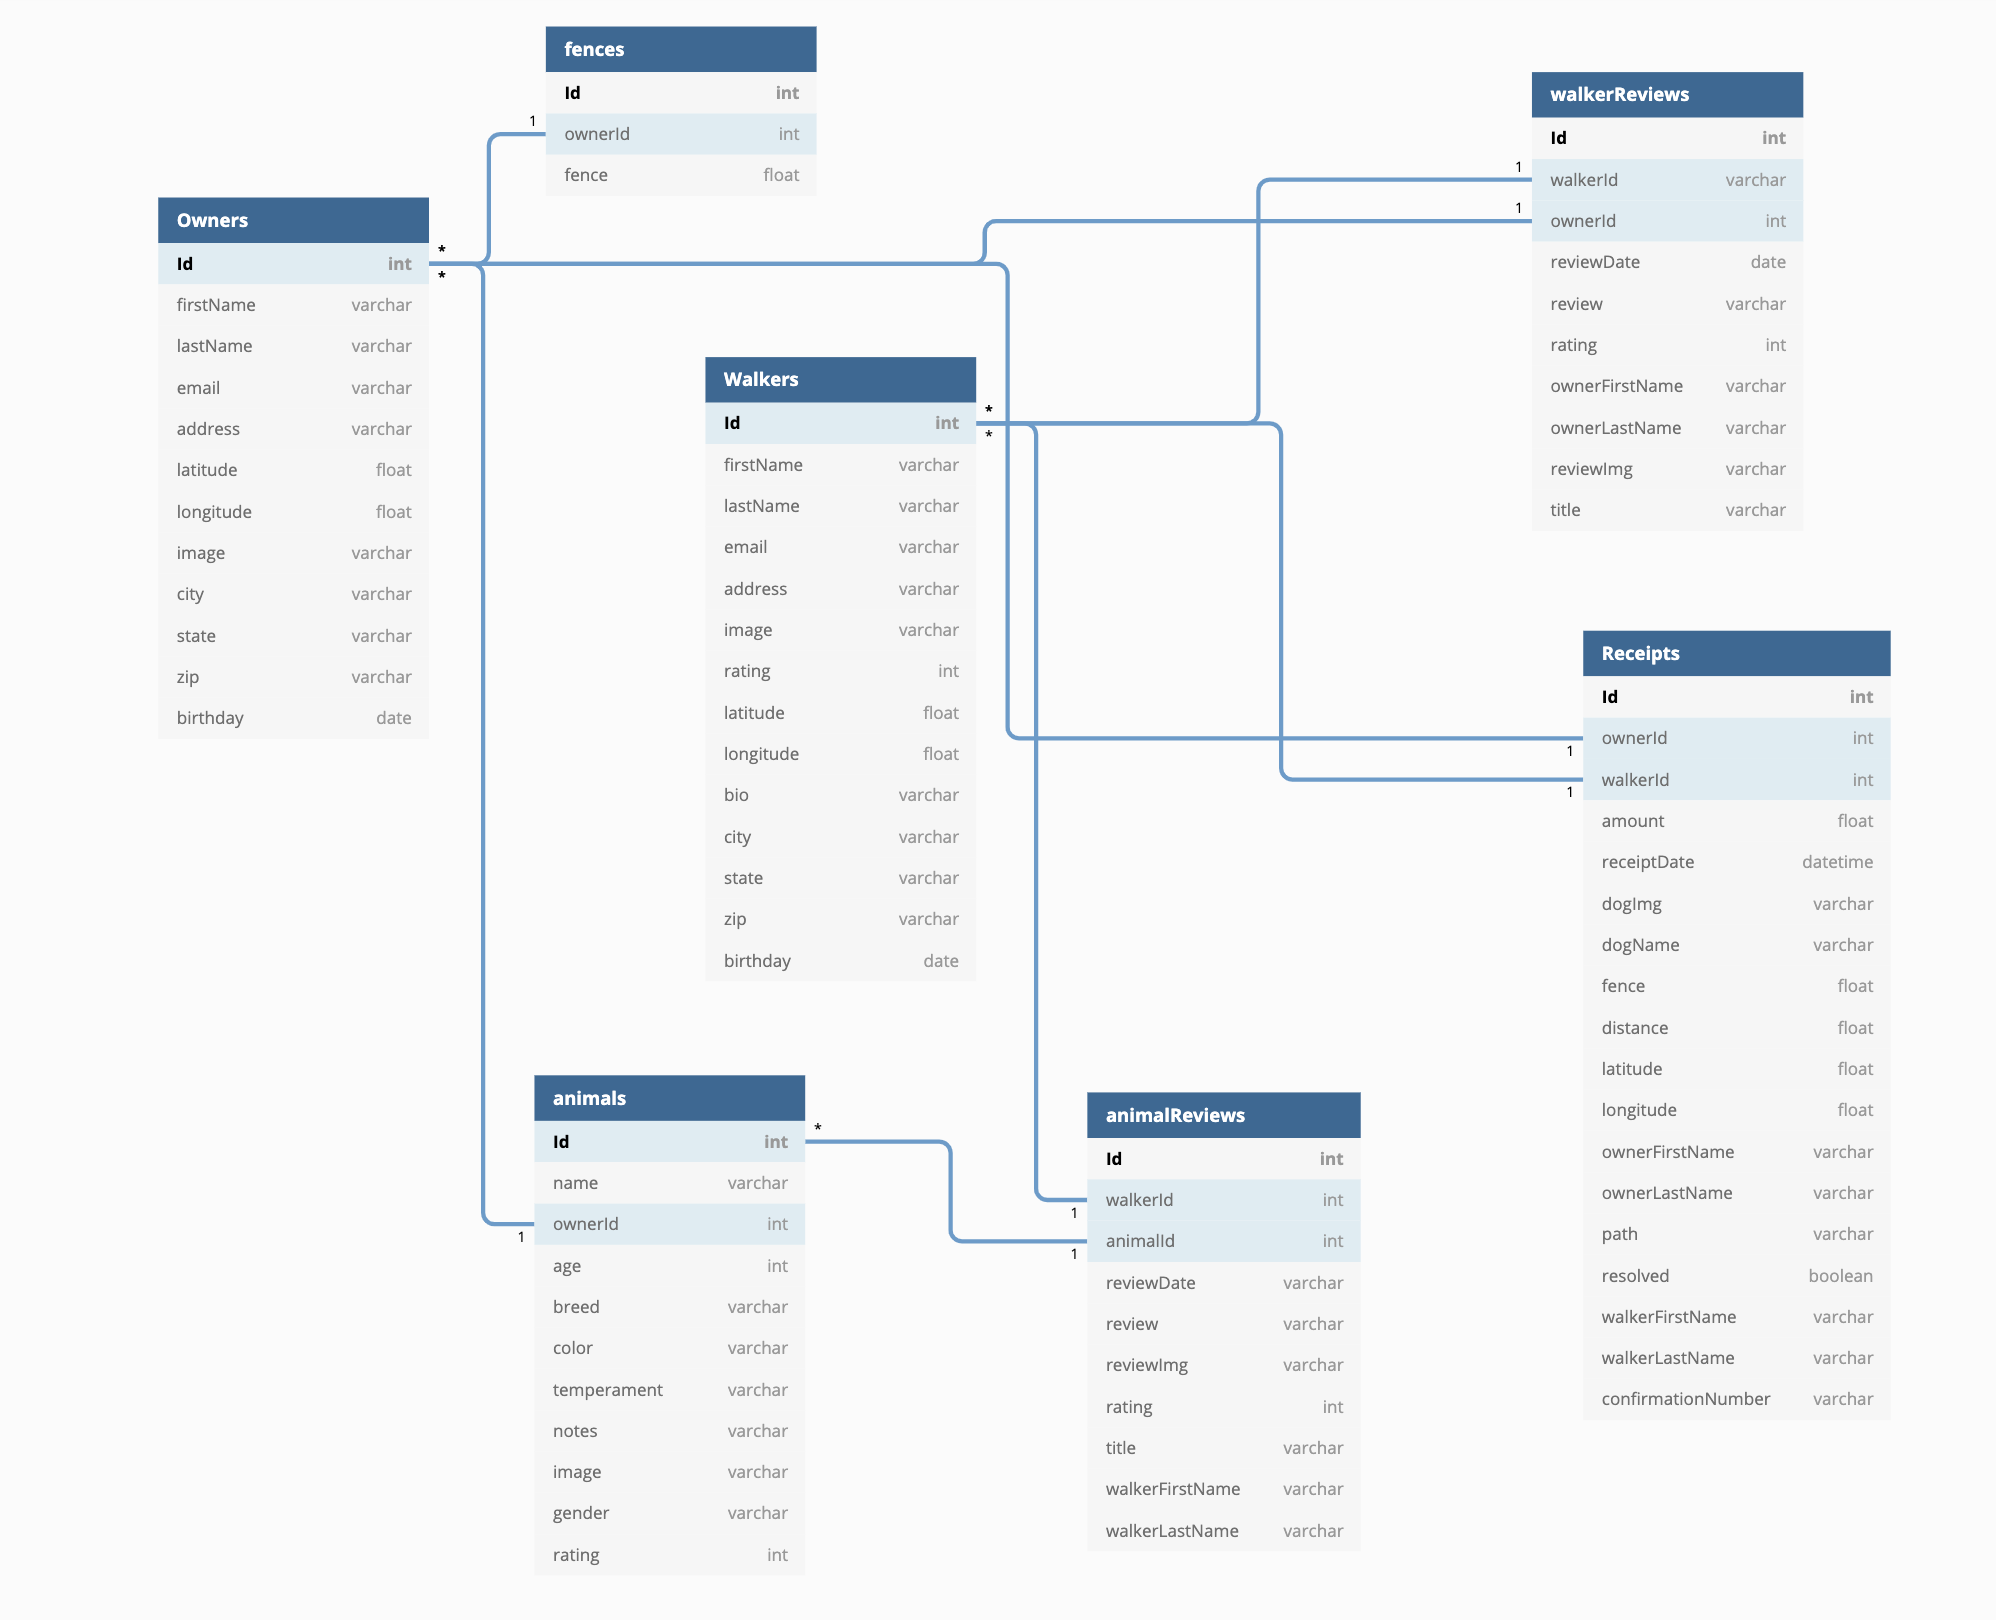 fences
Id int
1
ownerId int
fence float
walkerReviews
Id int
1
walkerId varchar
1
ownerId int
reviewDate date
review varchar
rating int
ownerFirstName varchar
ownerLastName varchar
reviewImg varchar
title varchar
Owners
*
Id int
*
firstName varchar
lastName varchar
email varchar
address varchar
latitude float
longitude float
image varchar
city varchar
state varchar
zip varchar
birthday date
Walkers
*
Id int
*
firstName varchar
lastName varchar
email varchar
address varchar
image varchar
rating int
latitude float
longitude float
bio varchar
city varchar
state varchar
zip varchar
birthday date
Receipts
Id int
ownerId int
1
walkerId int
1
amount float
receiptDate datetime
dogImg varchar
dogName varchar
fence float
distance float
latitude float
longitude float
ownerFirstName varchar
ownerLastName varchar
path varchar
resolved boolean
walkerFirstName varchar
walkerLastName varchar
confirmationNumber varchar
animals
*
Id int
name varchar
ownerId int
1
age int
breed varchar
color varchar
temperament varchar
notes varchar
image varchar
gender varchar
rating int
animalReviews
Id int
walkerId int
1
animalId int
1
reviewDate varchar
review varchar
reviewImg varchar
rating int
title varchar
walkerFirstName varchar
walkerLastName varchar